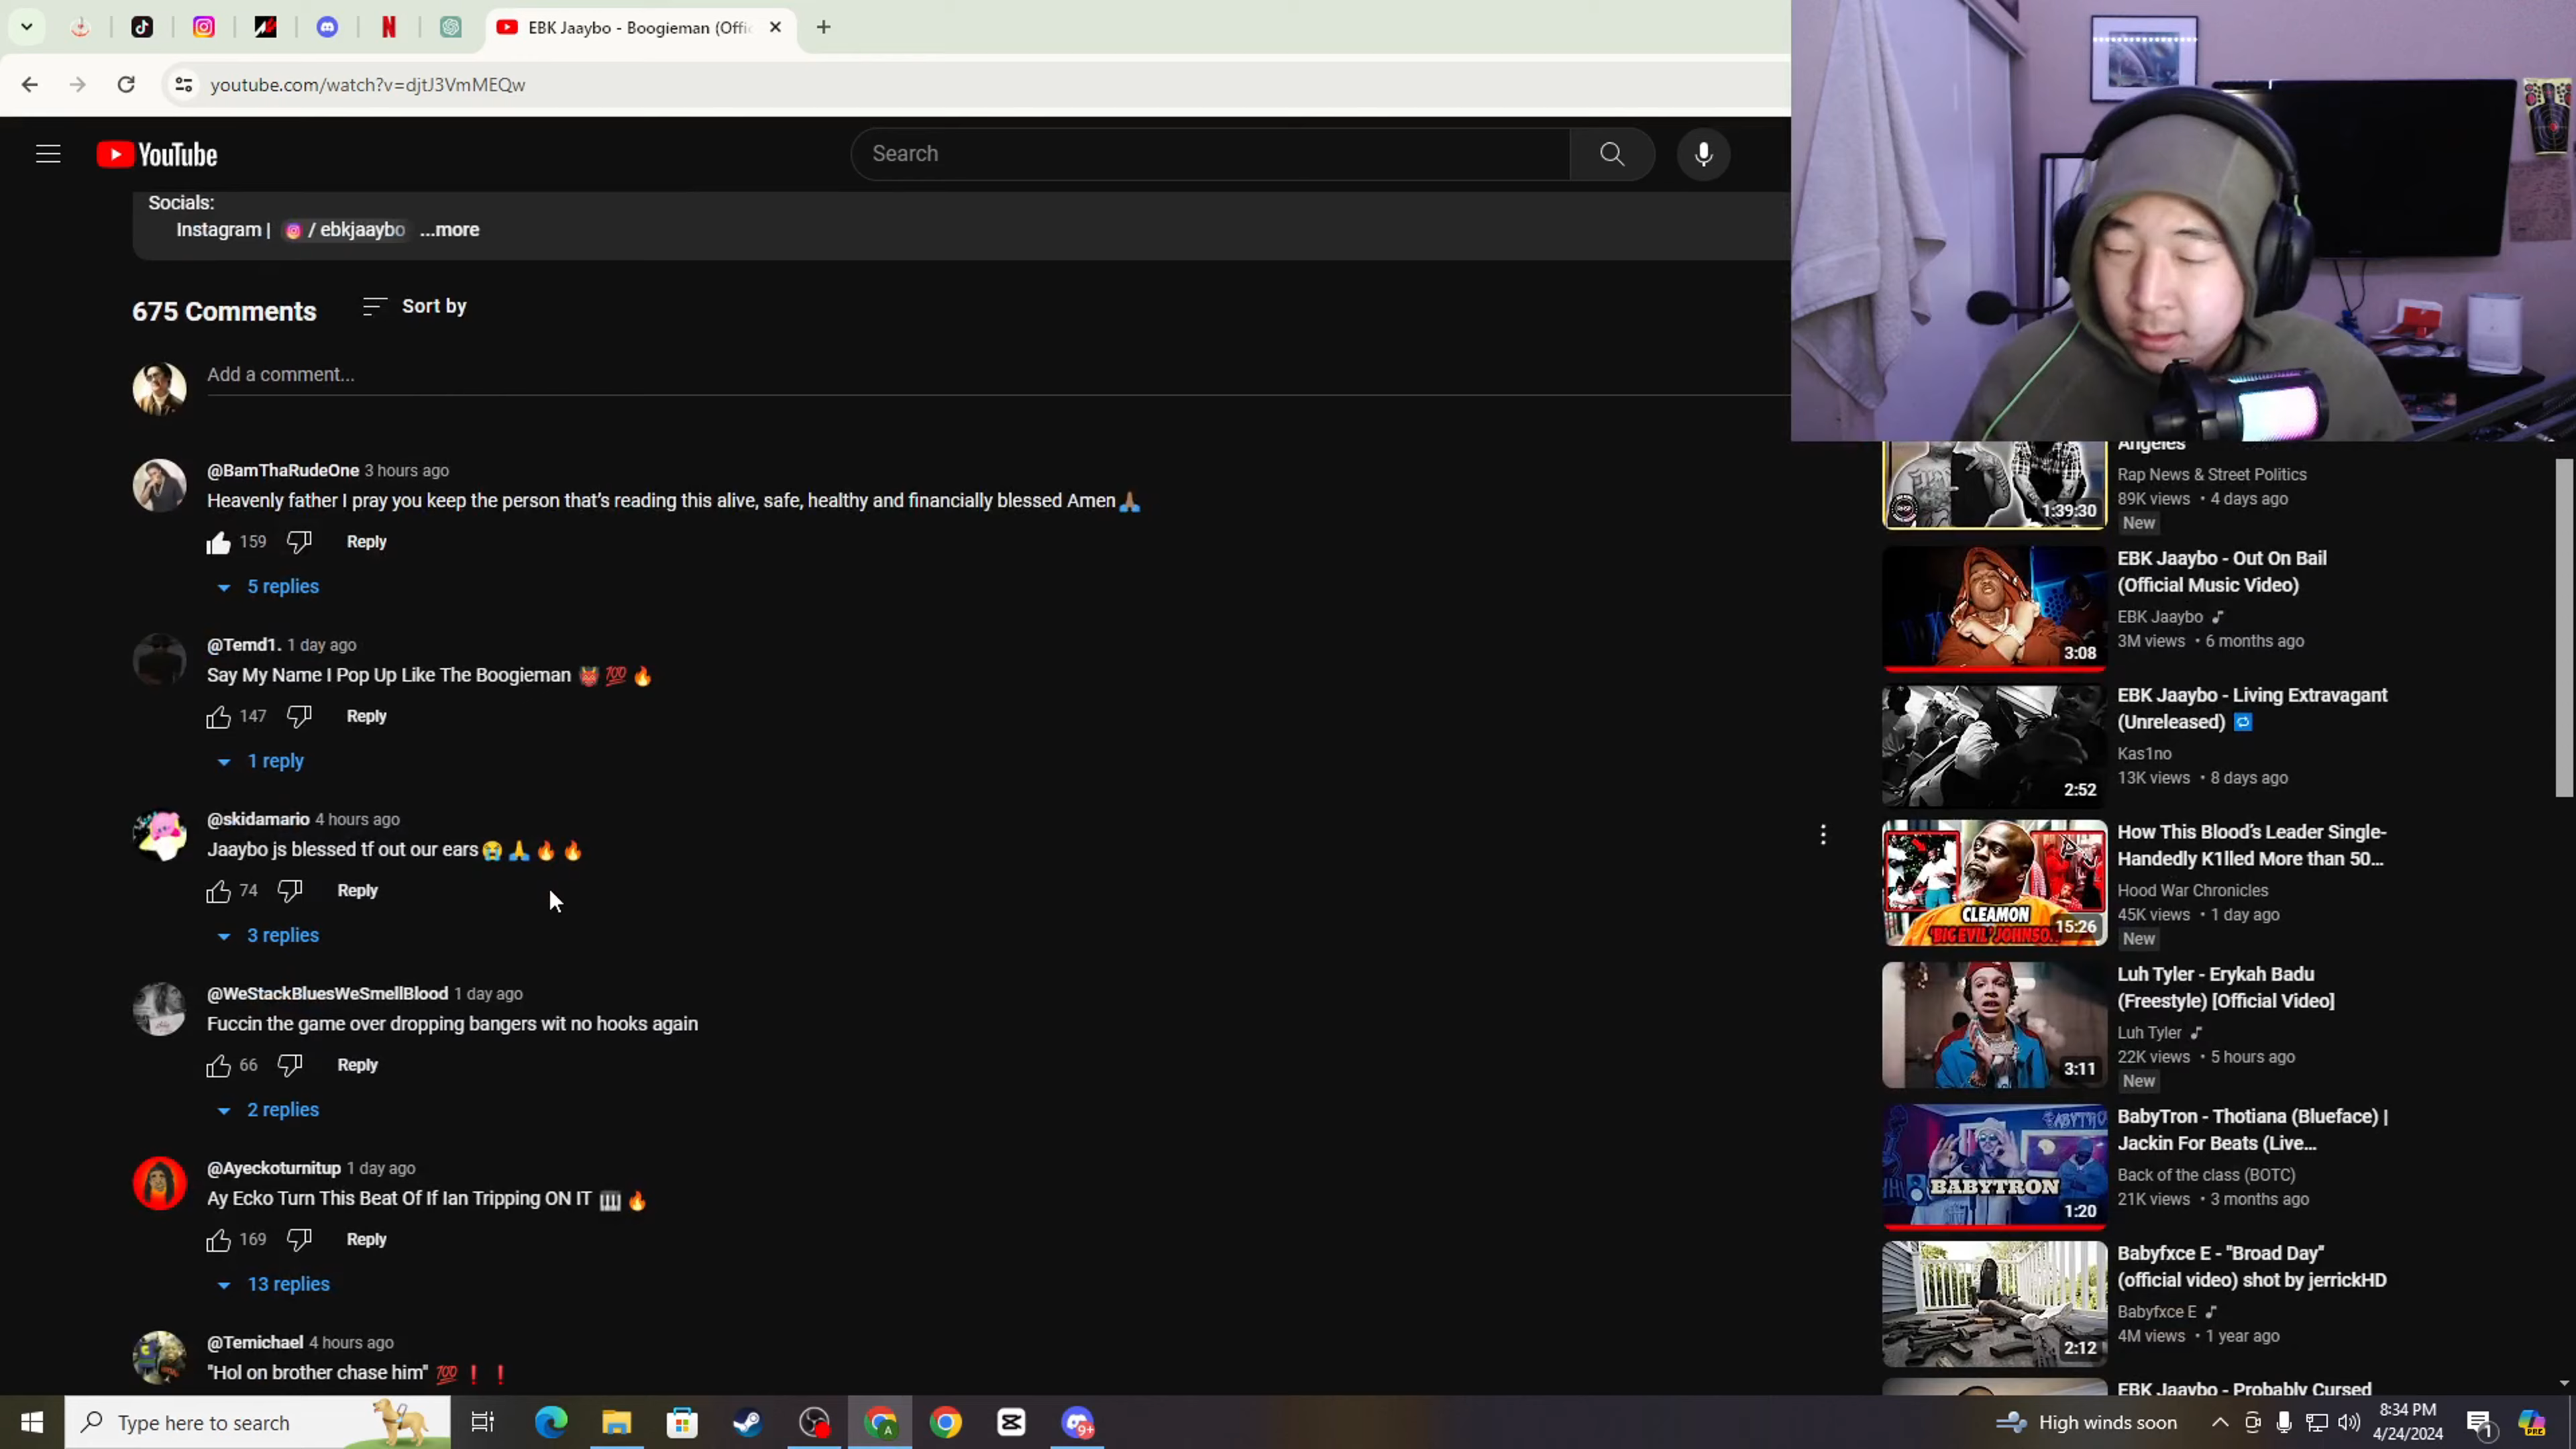 EBK Jaaybo - Boogieman (Offic
youtube.com/watch?v=djtJ3VmMEQw
YouTube
Search
Socials:
Instagram | / ebkjaaybo ...more
675 Comments Sort by
Add a comment...
@BamThaRudeOne 3 hours ago
Heavenly father I pray you keep the person that's reading this alive, safe, healthy and financially blessed Amen🙏🏾
159 Reply
5 replies
@Temd1. 1 day ago
Say My Name I Pop Up Like The Boogieman 👹 💯 🔥
147 Reply
1 reply
@skidamario 4 hours ago
Jaaybo js blessed tf out our ears😭 🙏 🔥 🔥
74 Reply
3 replies
@WeStackBluesWeSmellBlood 1 day ago
Fuccin the game over dropping bangers wit no hooks again
66 Reply
2 replies
@Ayeckoturnitup 1 day ago
Ay Ecko Turn This Beat Of If Ian Tripping ON IT 🎹 🔥
169 Reply
13 replies
@Temichael 4 hours ago
"Hol on brother chase him" 💯 ❗ ❗
Angeles
Rap News & Street Politics
89K views • 4 days ago
New
1:39:30
EBK Jaaybo - Out On Bail
(Official Music Video)
EBK Jaaybo
3M views • 6 months ago
3:08
EBK Jaaybo - Living Extravagant
(Unreleased) 🔁
Kas1no
13K views • 8 days ago
2:52
How This Blood's Leader Single-
Handedly K1lled More than 50...
Hood War Chronicles
45K views • 1 day ago
New
CLEAMON
'BIG EVIL' JOHNSO
15:26
Luh Tyler - Erykah Badu
(Freestyle) [Official Video]
Luh Tyler
22K views • 5 hours ago
New
3:11
BabyTron - Thotiana (Blueface) |
Jackin For Beats (Live...
Back of the class (BOTC)
21K views • 3 months ago
BABYTRON
1:20
Babyfxce E - "Broad Day"
(official video) shot by jerrickHD
Babyfxce E
4M views • 1 year ago
2:12
EBK Jaaybo - Probably Cursed
Type here to search
9+
High winds soon
8:34 PM
4/24/2024
1
PRE